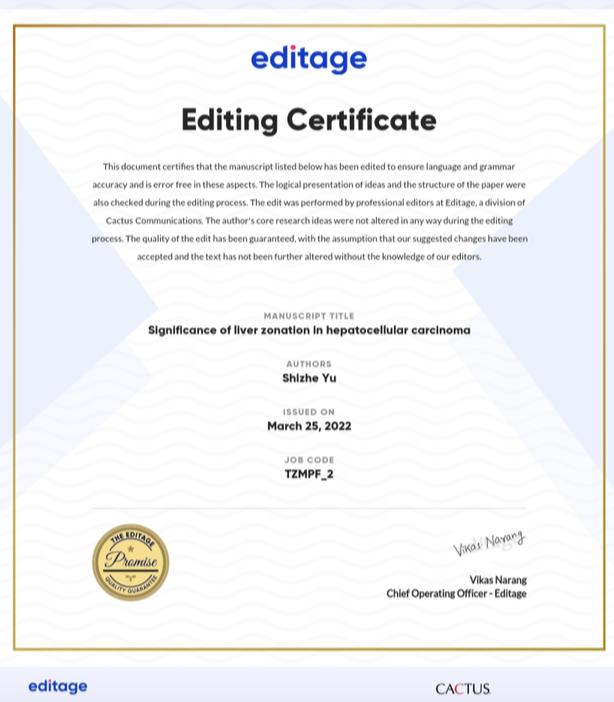 editage
Editing Certificate
This document certifies that the manuscript listed below has been edited to ensure language and grammar
accuracy and is error free in these aspects. The logical presentation of ideas and the structure of the paper were
also checked during the editing process. The edit was performed by professional editors at Editage, a division of
Cactus Communications. The author's core research ideas were not altered in any way during the editing
process. The quality of the edit has been guaranteed, with the assumption that our suggested changes have been
accepted and the text has not been further altered without the knowledge of our editors.
MANUSCRIPT TITLE
Significance of liver zonation in hepatocellular carcinoma
AUTHORS
Shizhe Yu
ISSUED ON
March 25, 2022
JOB CODE
TZMPF_2
THE EDITAGE
Promise
QUALITY GUARANTEE
Vikas Narang
Vikas Narang
Chief Operating Officer - Editage
editage
CACTUS